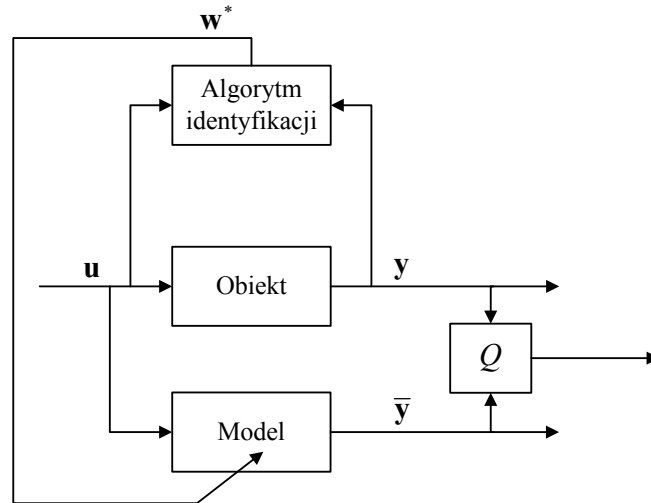 w*
Algorytm
identyfikacji
u
Obiekt
y
Q
Model
ȳ